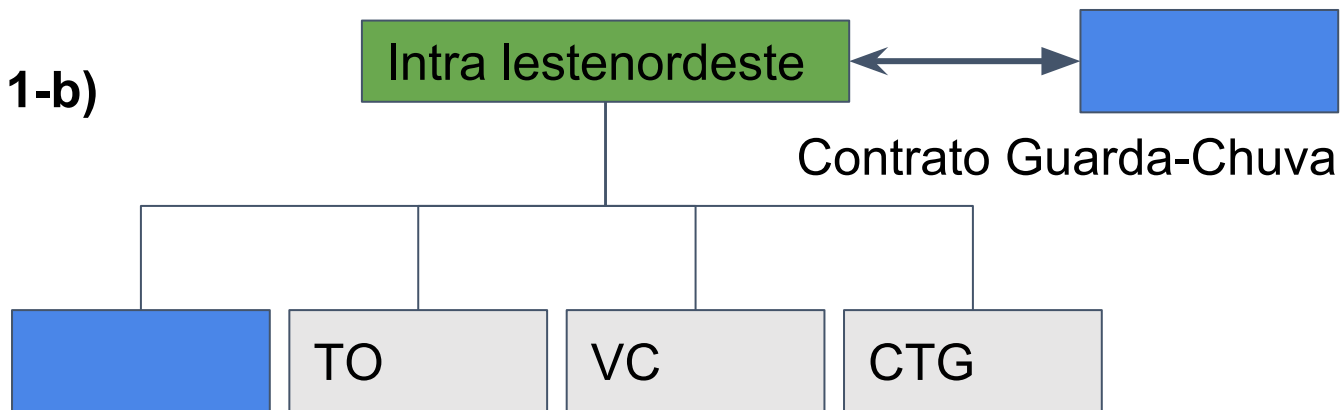 1-b)
Intra lestenordeste
Contrato Guarda-Chuva
TO
VC
CTG